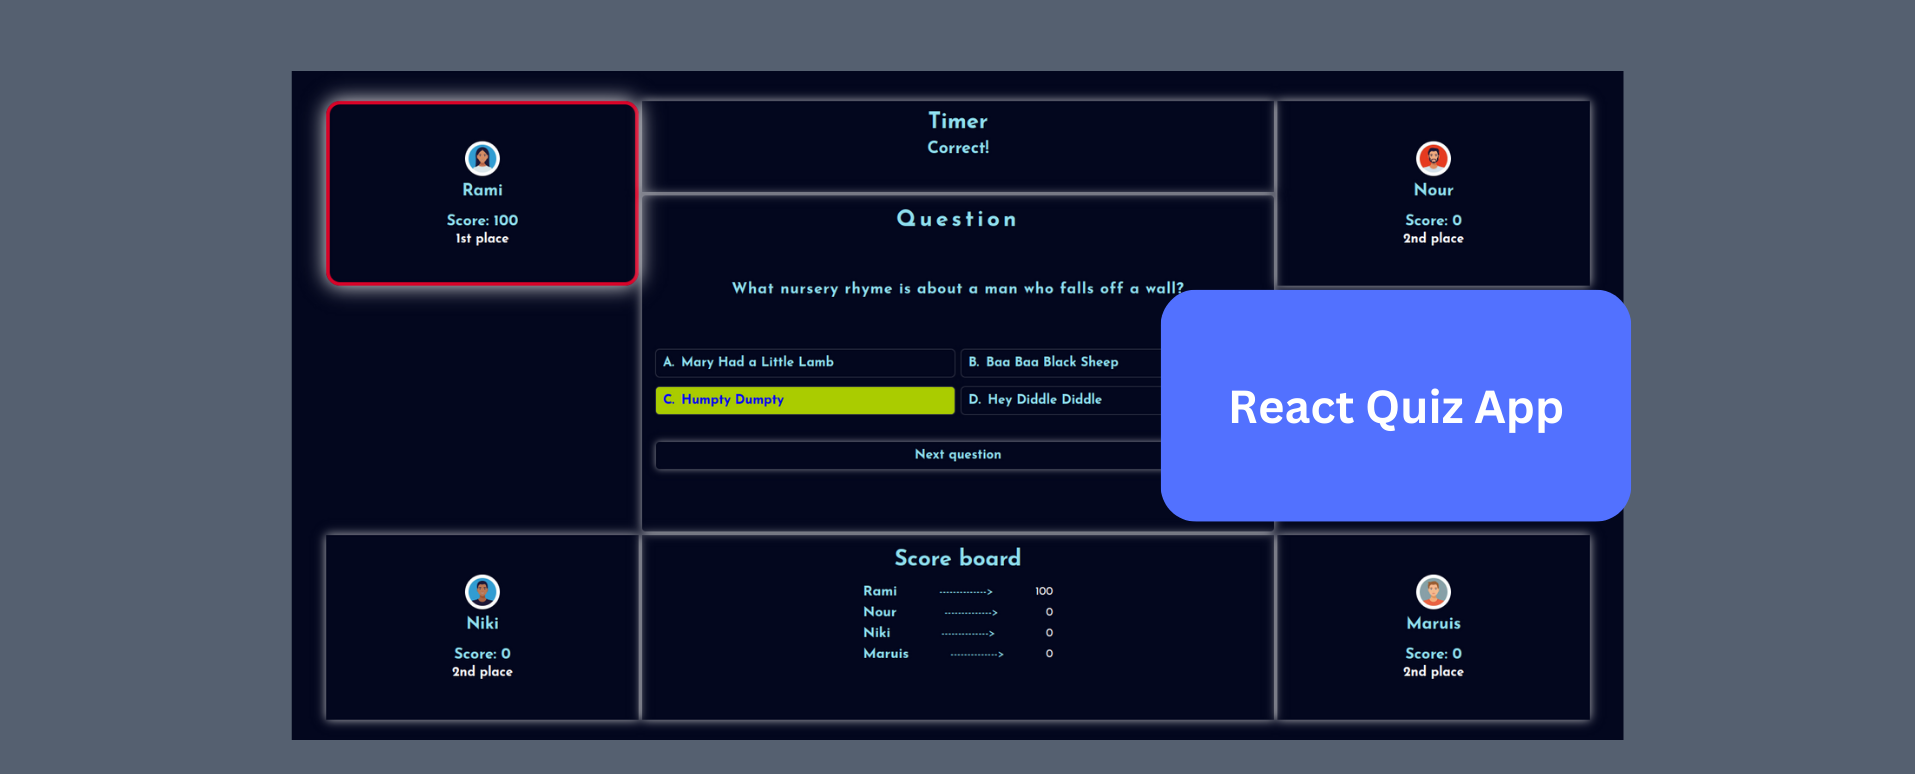 Rami
Score: 100
1st place
Timer
Correct!
Nour
Score: 0
2nd place
Question
What nursery rhyme is about a man who falls off a wall?
A. Mary Had a Little Lamb
B. Baa Baa Black Sheep
C. Humpty Dumpty
D. Hey Diddle Diddle
Next question
React Quiz App
Niki
Score: 0
2nd place
Score board
Rami -------------> 100
Nour -------------> 0
Niki -------------> 0
Maruis -------------> 0
Maruis
Score: 0
2nd place